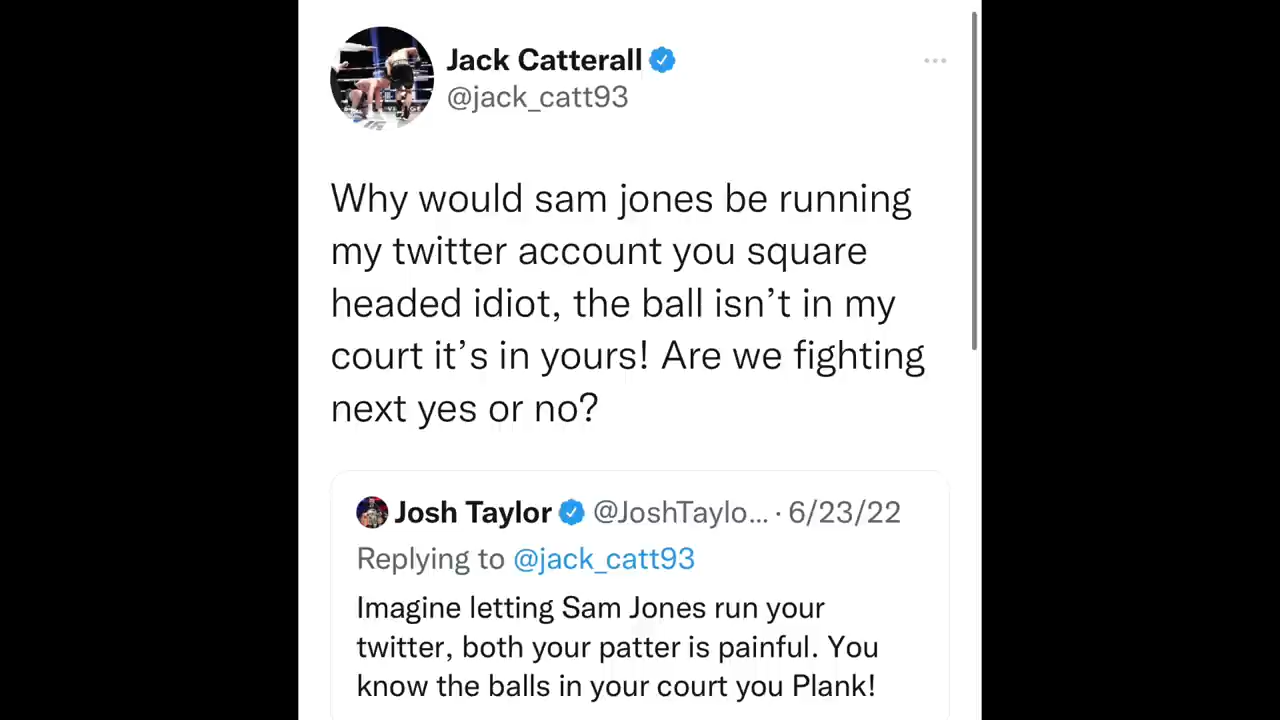 Jack Catterall
@jack_catt93
Why would sam jones be running
my twitter account you square
headed idiot, the ball isn’t in my
court it’s in yours! Are we fighting
next yes or no?
Josh Taylor @JoshTaylo... · 6/23/22
Replying to @jack_catt93
Imagine letting Sam Jones run your
twitter, both your patter is painful. You
know the balls in your court you Plank!